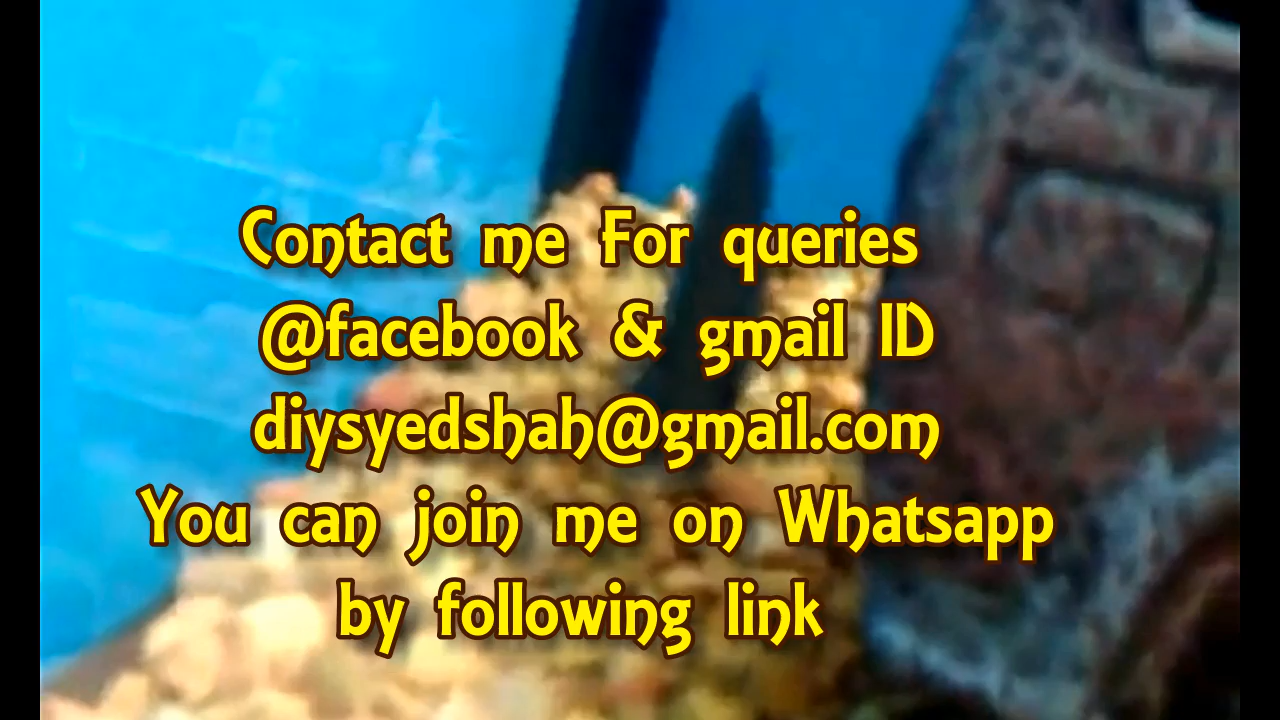 Contact me For queries
@facebook & gmail ID
diysyedshah@gmail.com
You can join me on Whatsapp
by following link